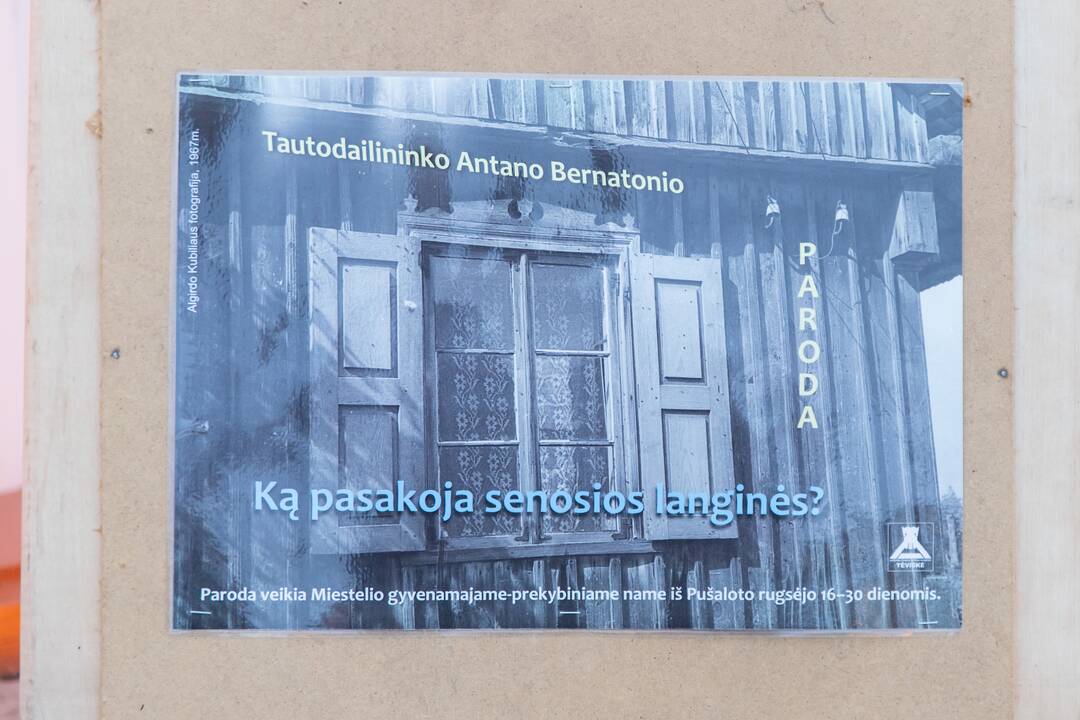 Tautodailininko Antano Bernatonio
PARODA
Algirdo Kubiliaus fotografija, 1967m.
Ką pasakoja senosios langinės?
TĖVIŠKĖ
Paroda veikia Miestelio gyvenamajame-prekybiniame name iš Pušaloto rugsėjo 16–30 dienomis.